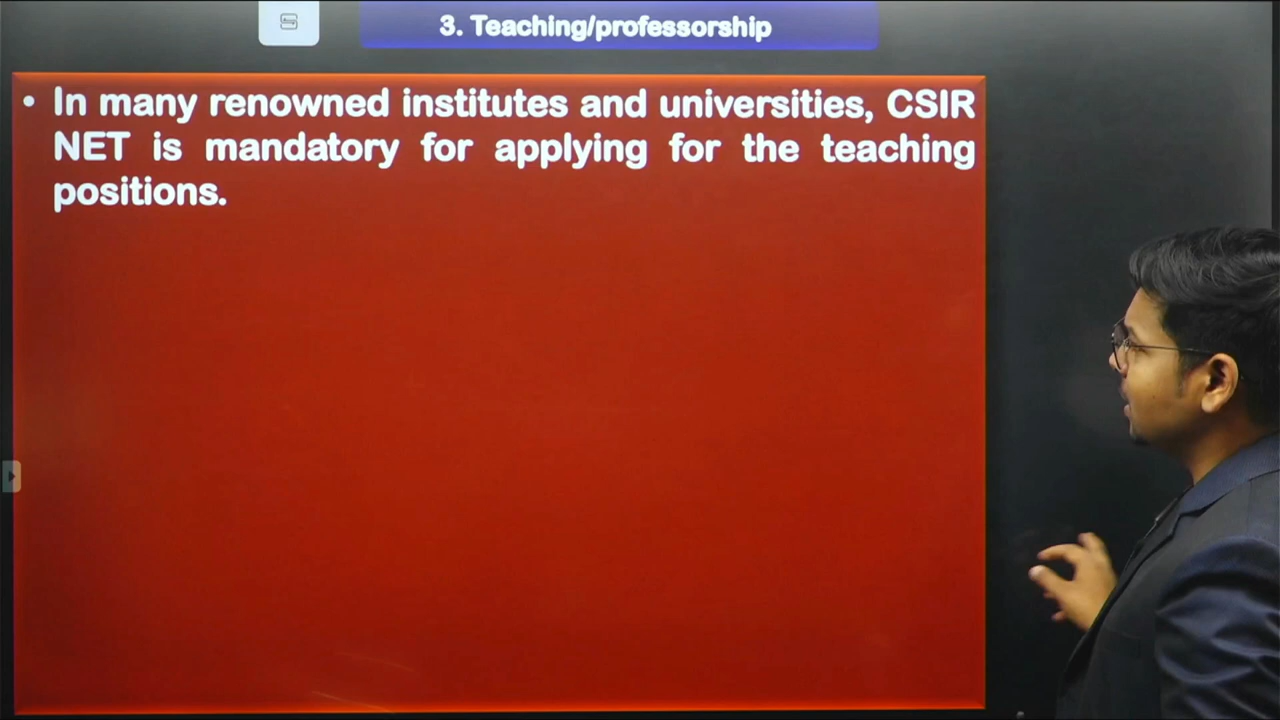 3. Teaching/professorship
• In many renowned institutes and universities, CSIR
NET is mandatory for applying for the teaching
positions.